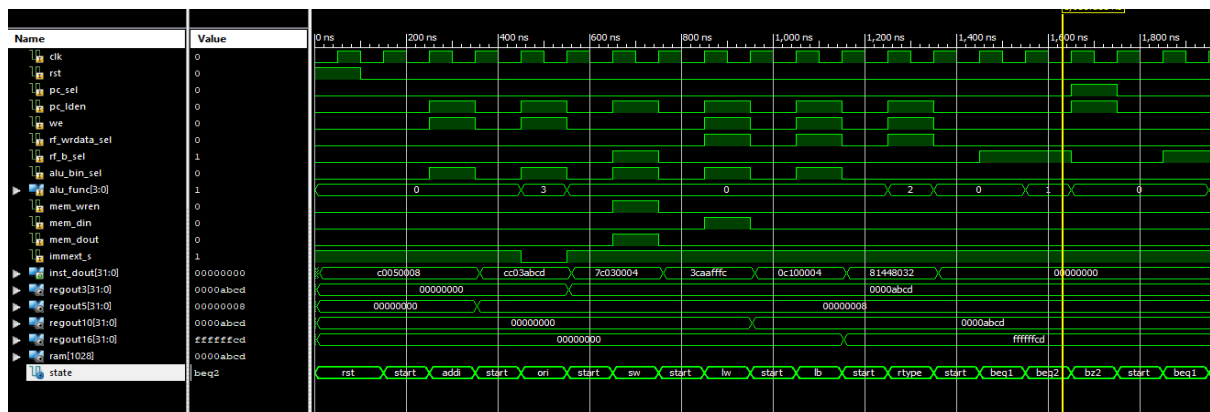 Name Value 0 ns 200 ns 400 ns 600 ns 800 ns 1,000 ns 1,200 ns 1,400 ns 1,600 ns 1,800 ns
clk 0
rst 0
pc_sel 0
pc_lden 0
we 0
rf_wrdata_sel 0
rf_b_sel 1
alu_bin_sel 0
alu_func[3:0] 1 0 3 0 2 0 1 0
mem_wren 0
mem_din 0
mem_dout 0
immext_s 1
inst_dout[31:0] 00000000 c0050008 cc03abcd 7c030004 3caafffc 0c100004 81448032 00000000
regout3[31:0] 0000abcd 00000000 0000abcd
regout5[31:0] 00000008 00000000 00000008
regout10[31:0] 0000abcd 00000000 0000abcd
regout16[31:0] ffffffcd 00000000 ffffffcd
ram[1028] 0000abcd
state beq2 rst start addi start ori start sw start lw start lb start rtype start beq1 beq2 bz2 start beq1